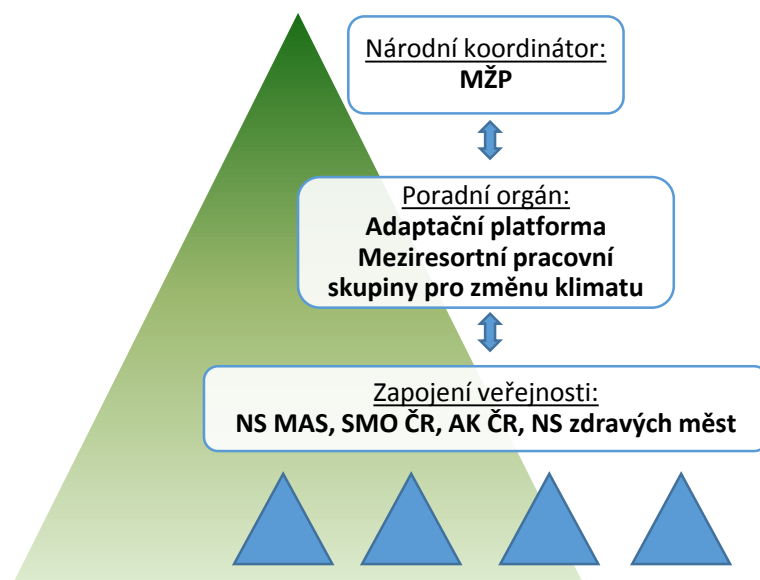 Národní koordinátor:
MŽP
Poradní orgán:
Adaptační platforma
Meziresortní pracovní
skupiny pro změnu klimatu
Zapojení veřejnosti:
NS MAS, SMO ČR, AK ČR, NS zdravých měst